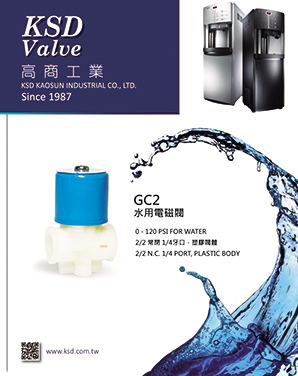 KSD
Valve
高商工業
KSD KAOSUN INDUSTRIAL CO., LTD.
Since 1987
GC2
水用電磁閥
0 - 120 PSI FOR WATER
2/2 常閉 1/4牙口，塑膠閥體
2/2 N.C. 1/4 PORT, PLASTIC BODY
www.ksd.com.tw